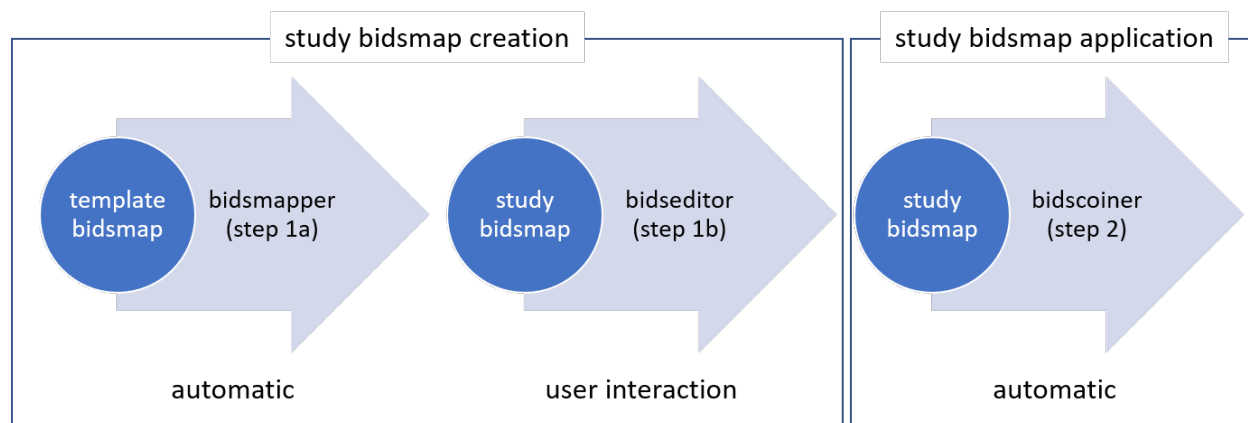 study bidsmap creation
study bidsmap application
template
bidsmap
bidsmapper
(step 1a)
study
bidsmap
bidseditor
(step 1b)
study
bidsmap
bidscoiner
(step 2)
automatic
user interaction
automatic